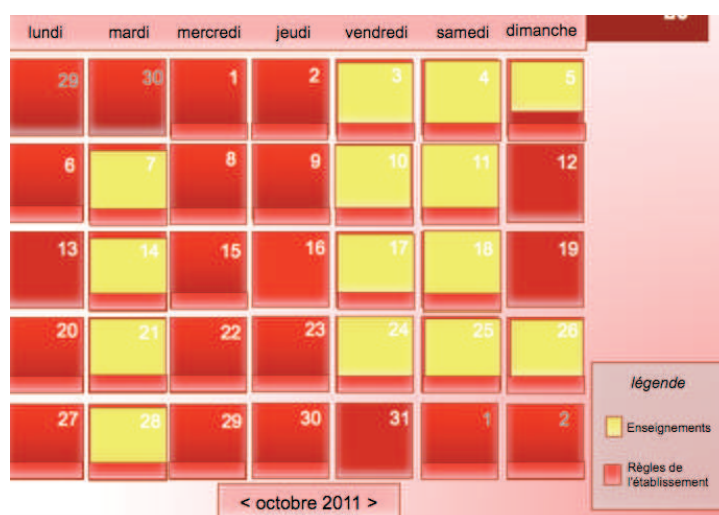 lundi mardi mercredi jeudi vendredi samedi dimanche
29 30 1 2 3 4 5
6 7 8 9 10 11 12
13 14 15 16 17 18 19
20 21 22 23 24 25 26
27 28 29 30 31 1 2
légende
Enseignements
Règles de
l'établissement
< octobre 2011 >